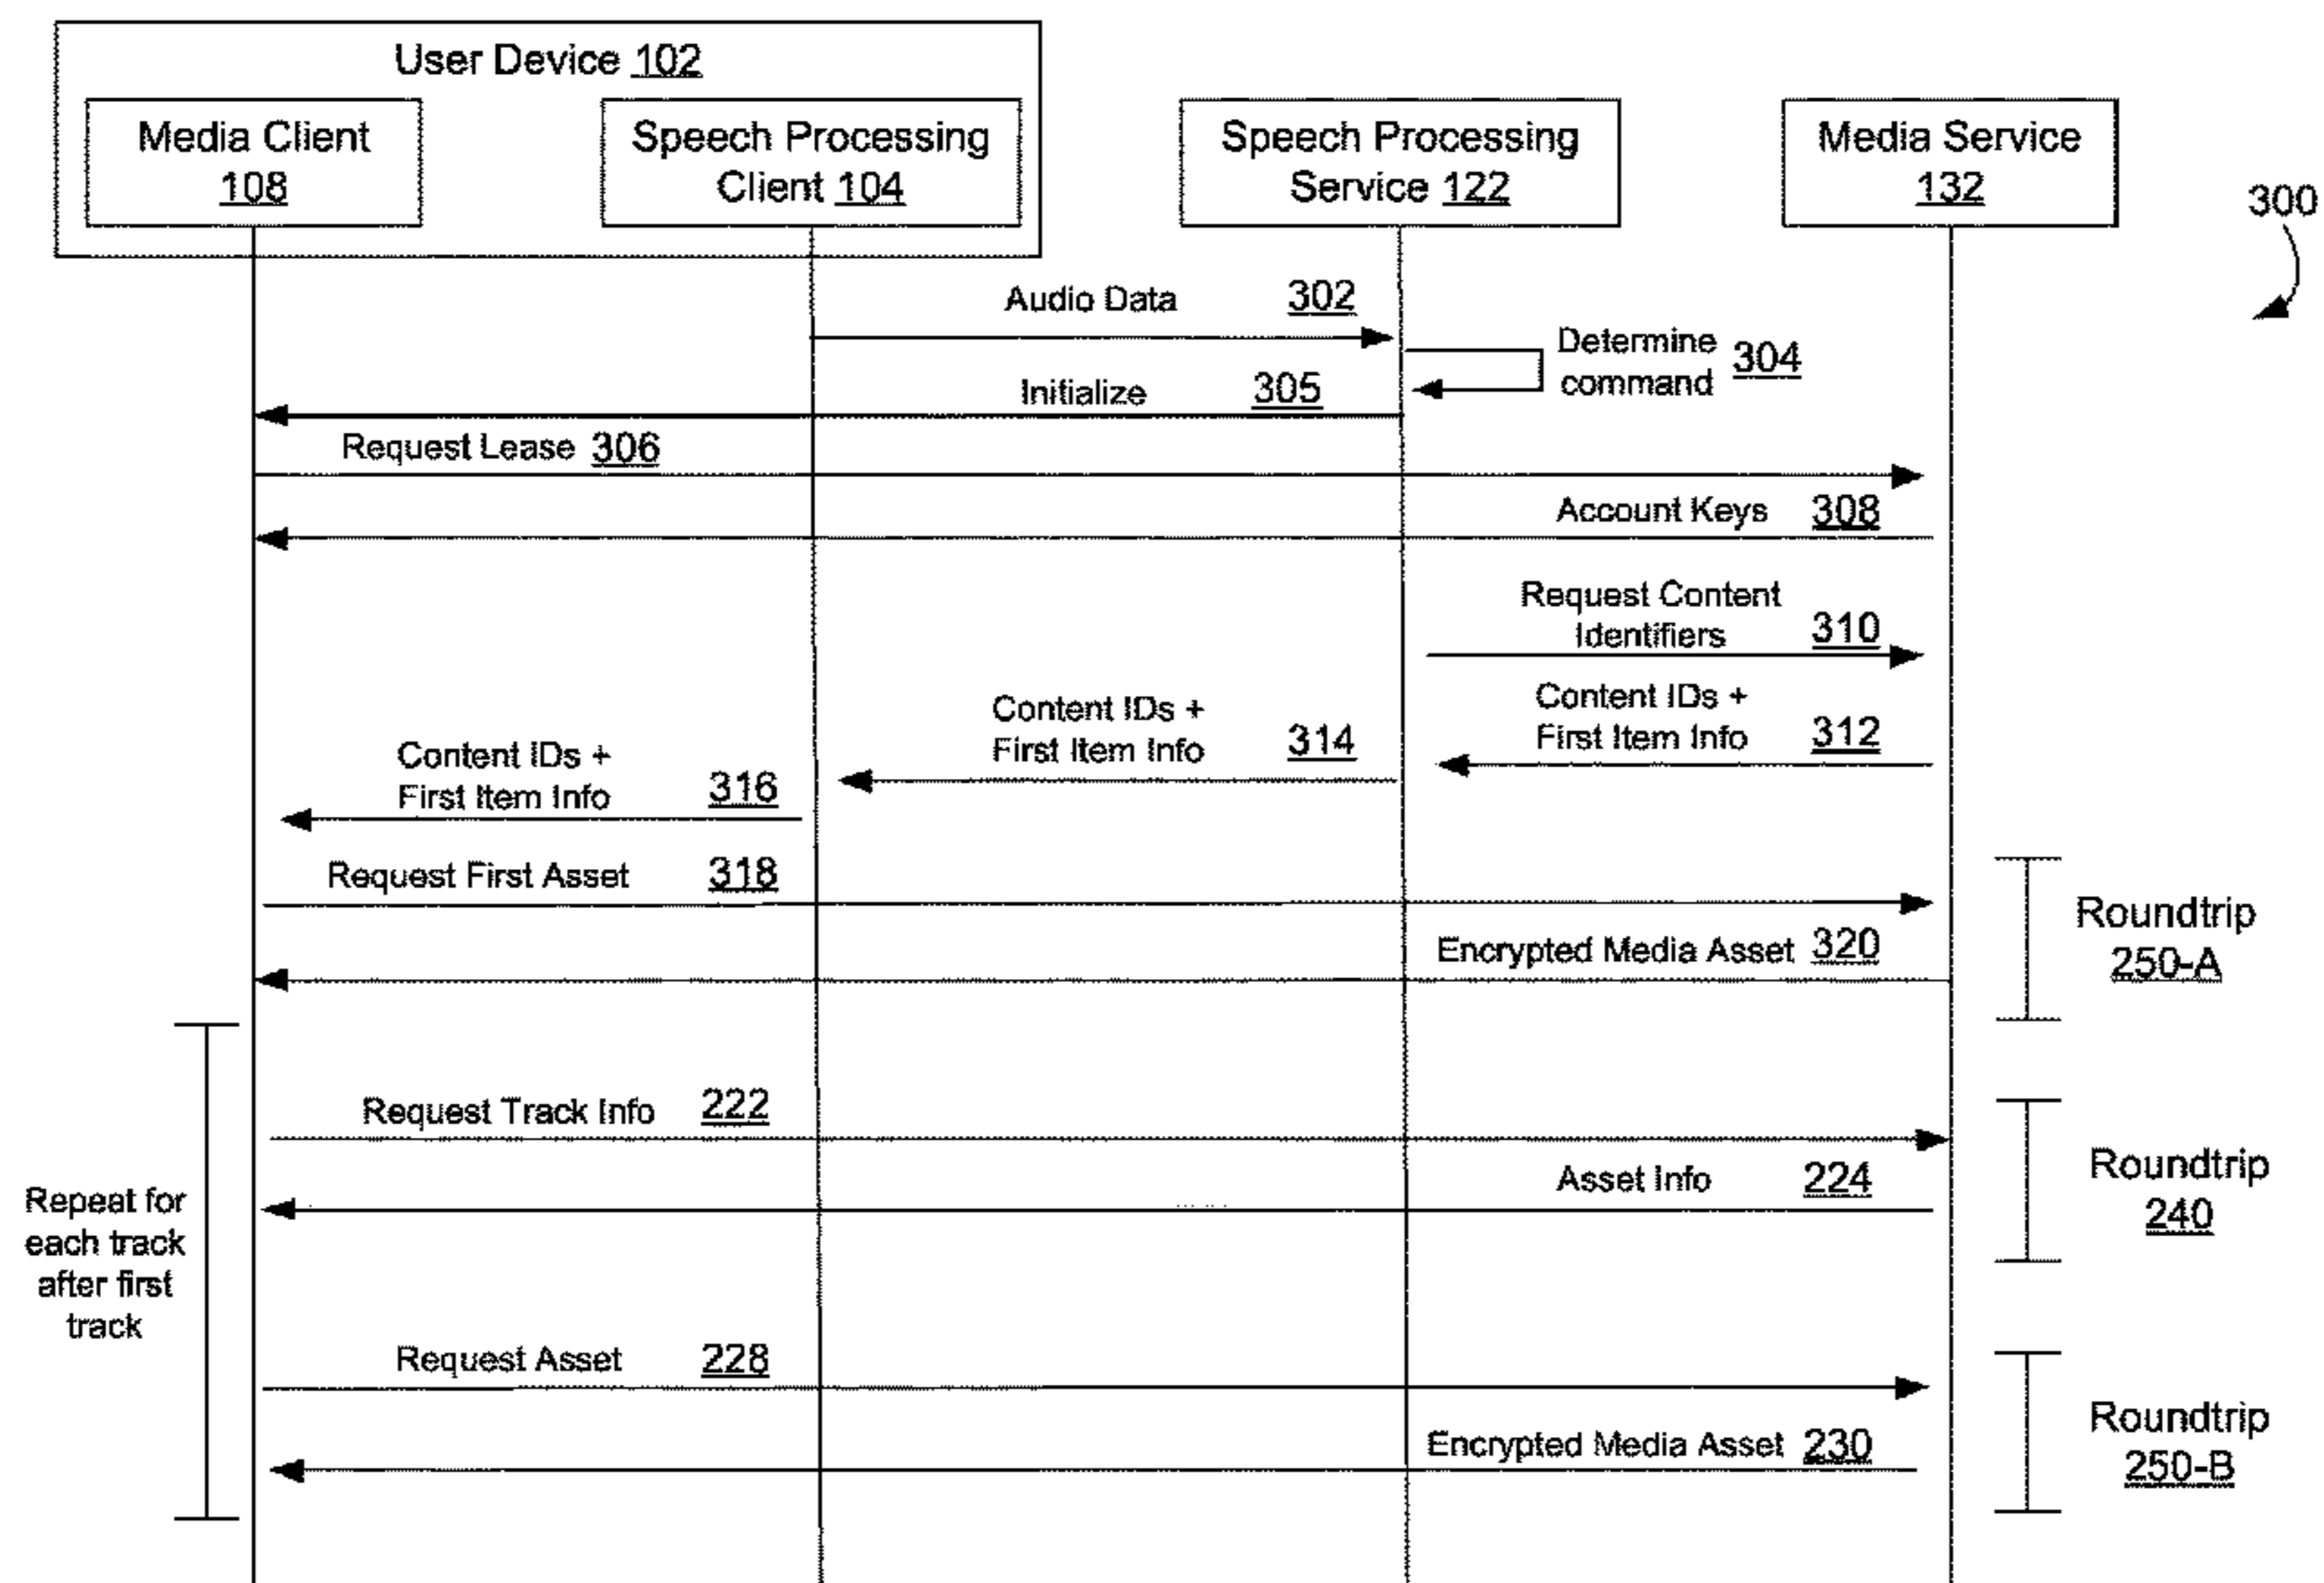 User Device 102
Media Client
108
Speech Processing
Client 104
Speech Processing
Service 122
Media Service
132
300
Audio Data 302
Determine
command 304
Initialize 305
Request Lease 306
Account Keys 308
Request Content
Identifiers 310
Content IDs +
First Item Info 312
Content IDs +
First Item Info 314
Content IDs +
First Item Info 316
Request First Asset 318
Encrypted Media Asset 320
Roundtrip
250-A
Request Track Info 222
Asset Info 224
Roundtrip
240
Repeat for
each track
after first
track
Request Asset 228
Encrypted Media Asset 230
Roundtrip
250-B